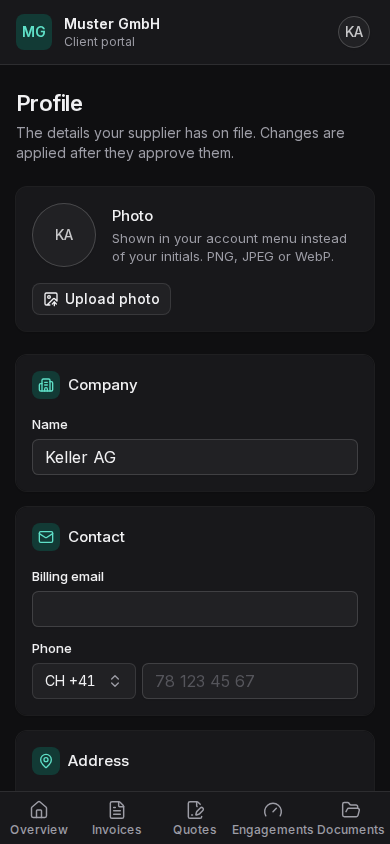 MG
Muster GmbH
Client portal
KA
Profile
The details your supplier has on file. Changes are
applied after they approve them.
KA
Photo
Shown in your account menu instead
of your initials. PNG, JPEG or WebP.
Upload photo
Company
Name
Keller AG
Contact
Billing email
Phone
CH +41
78 123 45 67
Address
Overview
Invoices
Quotes
Engagements
Documents